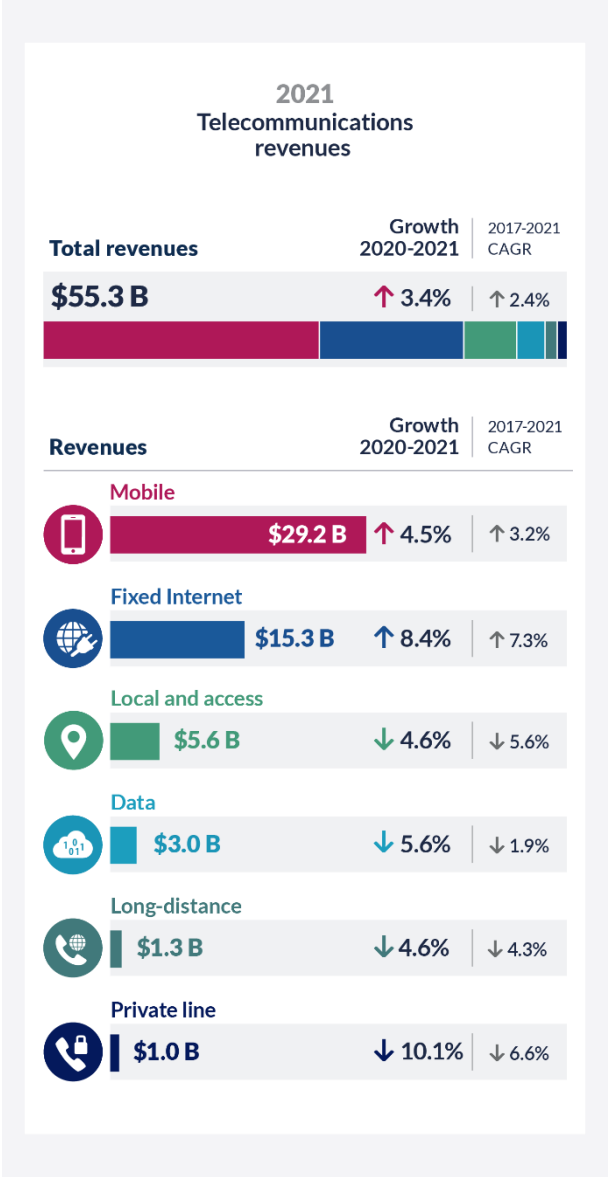 2021
Telecommunications
revenues
Total revenues
Growth
2020-2021
2017-2021
CAGR
$55.3 B
↑ 3.4%
↑ 2.4%
Revenues
Growth
2020-2021
2017-2021
CAGR
Mobile
$29.2 B
↑ 4.5%
↑ 3.2%
Fixed Internet
$15.3 B
↑ 8.4%
↑ 7.3%
Local and access
$5.6 B
↓ 4.6%
↓ 5.6%
Data
101
011
$3.0 B
↓ 5.6%
↓ 1.9%
Long-distance
$1.3 B
↓ 4.6%
↓ 4.3%
Private line
$1.0 B
↓ 10.1%
↓ 6.6%